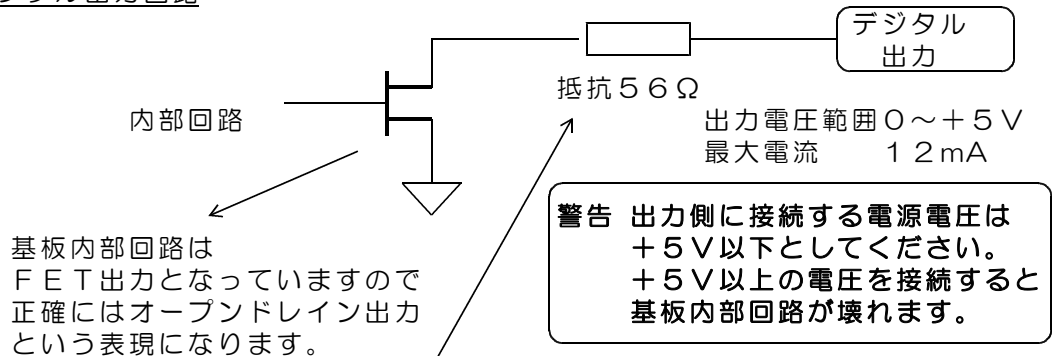 デジタル
出力
抵抗５６Ω
内部回路
出力電圧範囲０～＋５Ｖ
最大電流　　１２mA
警告 出力側に接続する電源電圧は
＋５Ｖ以下としてください。
＋５Ｖ以上の電圧を接続すると
基板内部回路が壊れます。
基板内部回路は
ＦＥＴ出力となっていますので
正確にはオープンドレイン出力
という表現になります。